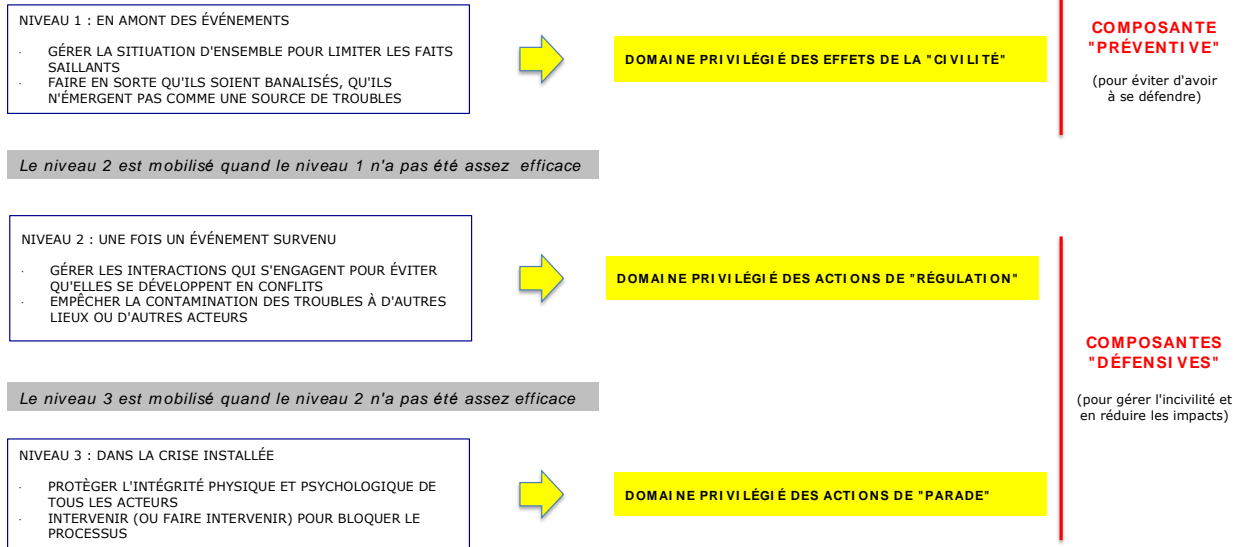 NIVEAU 1 : EN AMONT DES ÉVÉNEMENTS
· GÉRER LA SITIUATION D'ENSEMBLE POUR LIMITER LES FAITS
SAILLANTS
· FAIRE EN SORTE QU'ILS SOIENT BANALISÉS, QU'ILS
N'ÉMERGENT PAS COMME UNE SOURCE DE TROUBLES
DOMAINE PRIVILÉGIÉ DES EFFETS DE LA "CIVILITÉ"
COMPOSANTE
"PRÉVENTIVE"
(pour éviter d'avoir
à se défendre)
Le niveau 2 est mobilisé quand le niveau 1 n'a pas été assez efficace
NIVEAU 2 : UNE FOIS UN ÉVÉNEMENT SURVENU
· GÉRER LES INTERACTIONS QUI S'ENGAGENT POUR ÉVITER
QU'ELLES SE DÉVELOPPENT EN CONFLITS
· EMPÊCHER LA CONTAMINATION DES TROUBLES À D'AUTRES
LIEUX OU D'AUTRES ACTEURS
DOMAINE PRIVILÉGIÉ DES ACTIONS DE "RÉGULATION"
COMPOSANTES
"DÉFENSIVES"
(pour gérer l'incivilité et
en réduire les impacts)
Le niveau 3 est mobilisé quand le niveau 2 n'a pas été assez efficace
NIVEAU 3 : DANS LA CRISE INSTALLÉE
· PROTÈGER L'INTÉGRITÉ PHYSIQUE ET PSYCHOLOGIQUE DE
TOUS LES ACTEURS
· INTERVENIR (OU FAIRE INTERVENIR) POUR BLOQUER LE
PROCESSUS
DOMAINE PRIVILÉGIÉ DES ACTIONS DE "PARADE"